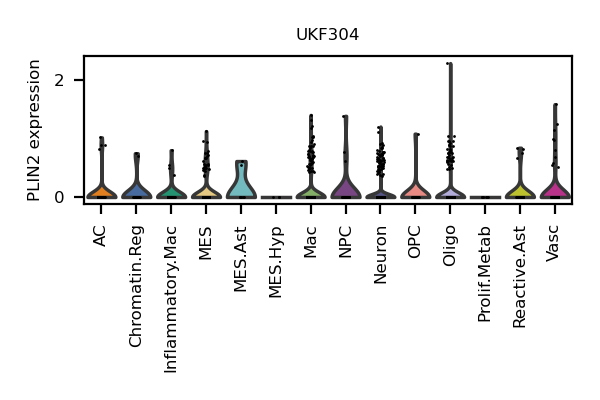 UKF304
PLIN2 expression
2
0
AC
Chromatin.Reg
Inflammatory.Mac
MES
MES.Ast
MES.Hyp
Mac
NPC
Neuron
OPC
Oligo
Prolif.Metab
Reactive.Ast
Vasc